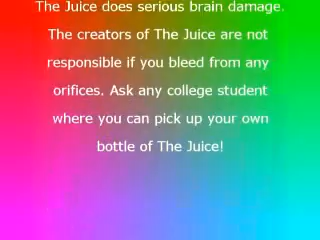 The Juice does serious brain damage.
The creators of The Juice are not
responsible if you bleed from any
orifices. Ask any college student
where you can pick up your own
bottle of The Juice!